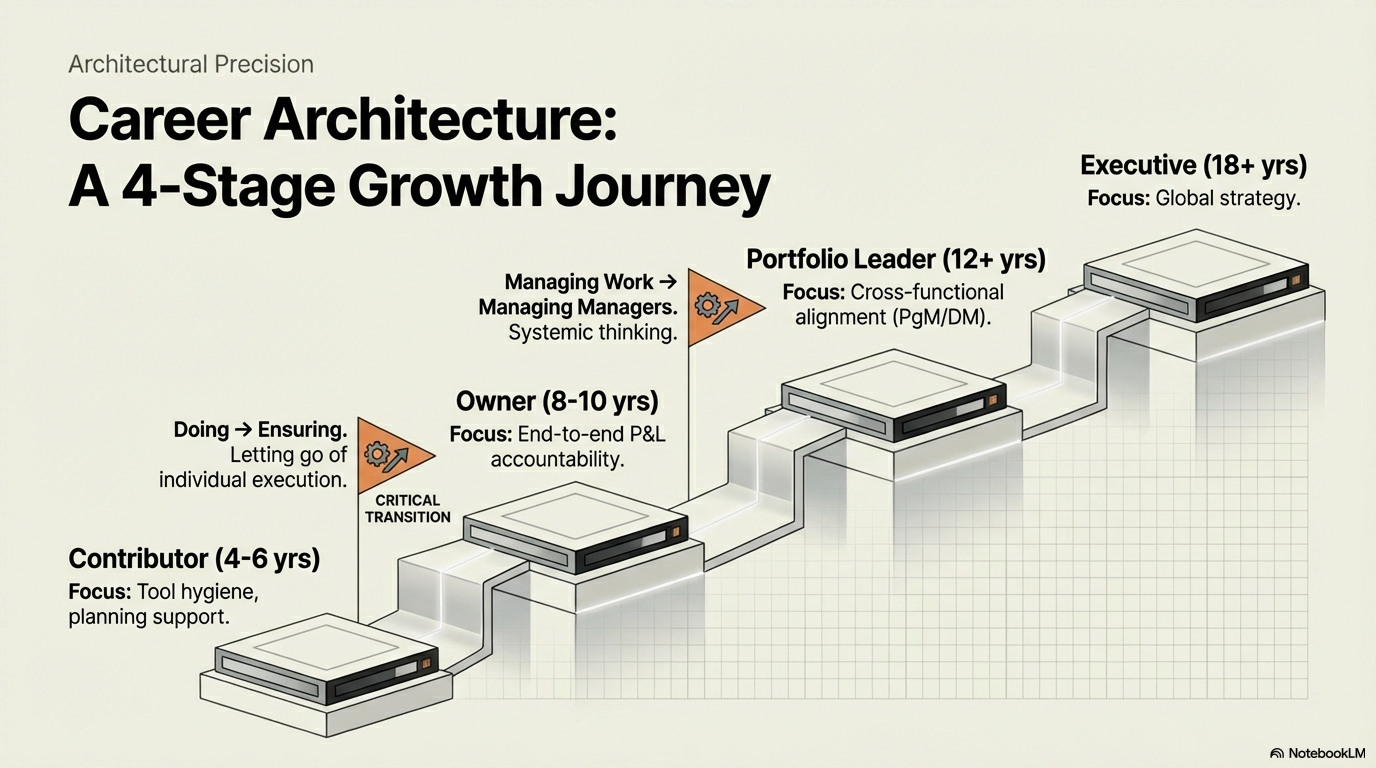 Architectural Precision
Career Architecture:
A 4-Stage Growth Journey
Executive (18+ yrs)
Focus: Global strategy.
Portfolio Leader (12+ yrs)
Focus: Cross-functional
alignment (PgM/DM).
Managing Work →
Managing Managers.
Systemic thinking.
Owner (8-10 yrs)
Focus: End-to-end P&L
accountability.
Doing → Ensuring.
Letting go of
individual execution.
CRITICAL
TRANSITION
Contributor (4-6 yrs)
Focus: Tool hygiene,
planning support.
NotebookLM